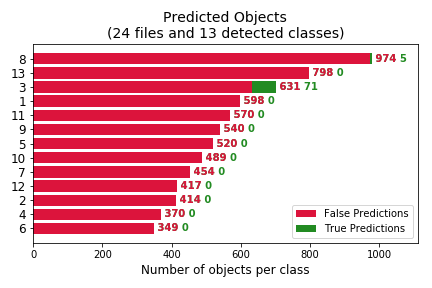 Predicted Objects
(24 files and 13 detected classes)
8 974 5
13 798 0
3 631 71
1 598 0
11 570 0
9 540 0
5 520 0
10 489 0
7 454 0
12 417 0
2 414 0
4 370 0
6 349 0
False Predictions
True Predictions
0 200 400 600 800 1000
Number of objects per class